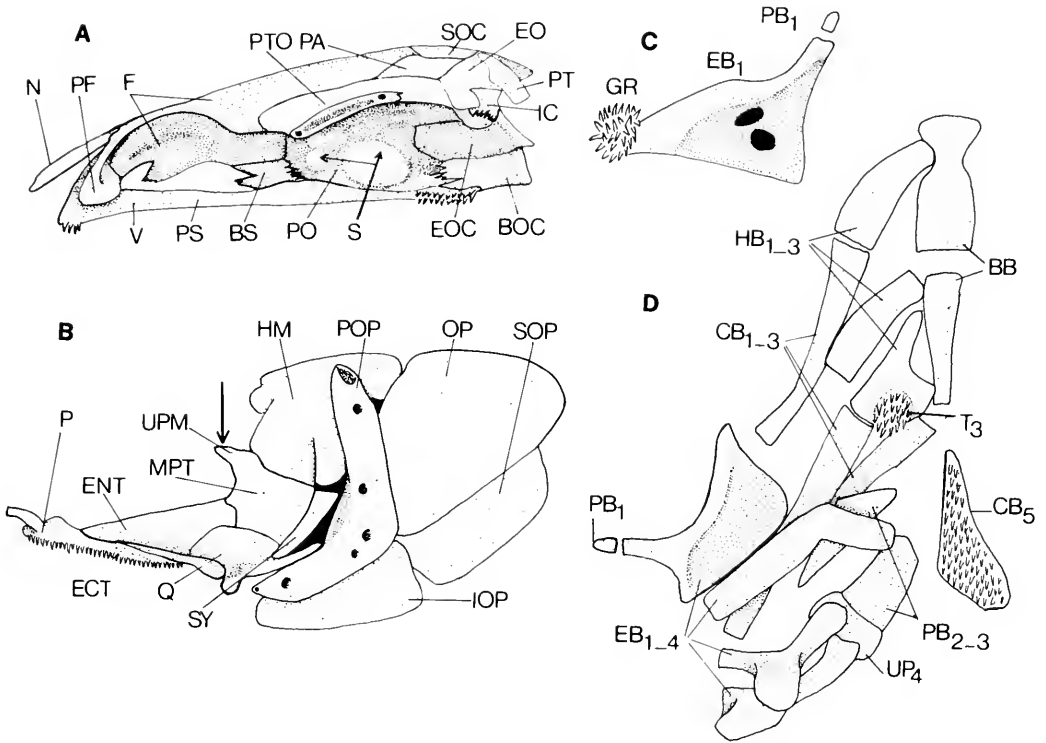 A
PTO PA
SOC
EO
N
PF
F
PT
IC
V
PS
BS
PO
S
EOC
BOC
B
HM
POP
OP
SOP
P
UPM
MPT
ENT
ECT
Q
SY
IOP
C
PB1
EB1
GR
D
HB1-3
BB
CB1-3
T3
PB1
CB5
EB1-4
PB2-3
UP4